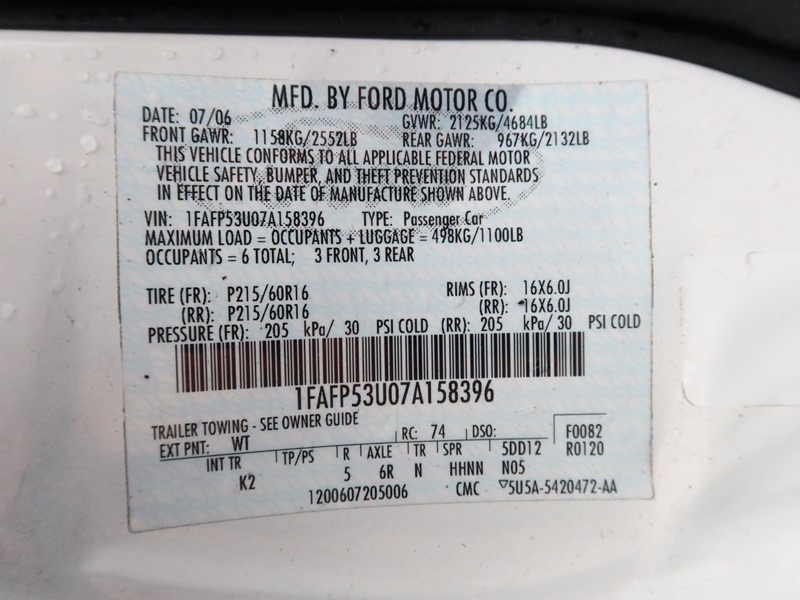 MFD. BY FORD MOTOR CO.
DATE: 07/06 GVWR: 2125KG/4684LB
FRONT GAWR: 1158KG/2552LB REAR GAWR: 967KG/2132LB
THIS VEHICLE CONFORMS TO ALL APPLICABLE FEDERAL MOTOR
VEHICLE SAFETY, BUMPER, AND THEFT PREVENTION STANDARDS
IN EFFECT ON THE DATE OF MANUFACTURE SHOWN ABOVE.
VIN: 1FAFP53U07A158396 TYPE: Passenger Car
MAXIMUM LOAD = OCCUPANTS + LUGGAGE = 498KG/1100LB
OCCUPANTS = 6 TOTAL; 3 FRONT, 3 REAR
TIRE (FR): P215/60R16 RIMS (FR): 16X6.0J
(RR): P215/60R16 (RR): 16X6.0J
PRESSURE (FR): 205 kPa/ 30 PSI COLD (RR): 205 kPa/ 30 PSI COLD
1FAFP53U07A158396
TRAILER TOWING - SEE OWNER GUIDE
EXT PNT: WT RC: 74 DSO: F0082
INT TR TP/PS R AXLE TR SPR 5DD12 R0120
K2 5 6R N HHNN N05
1200607205006 CMC ▽5U5A-5420472-AA